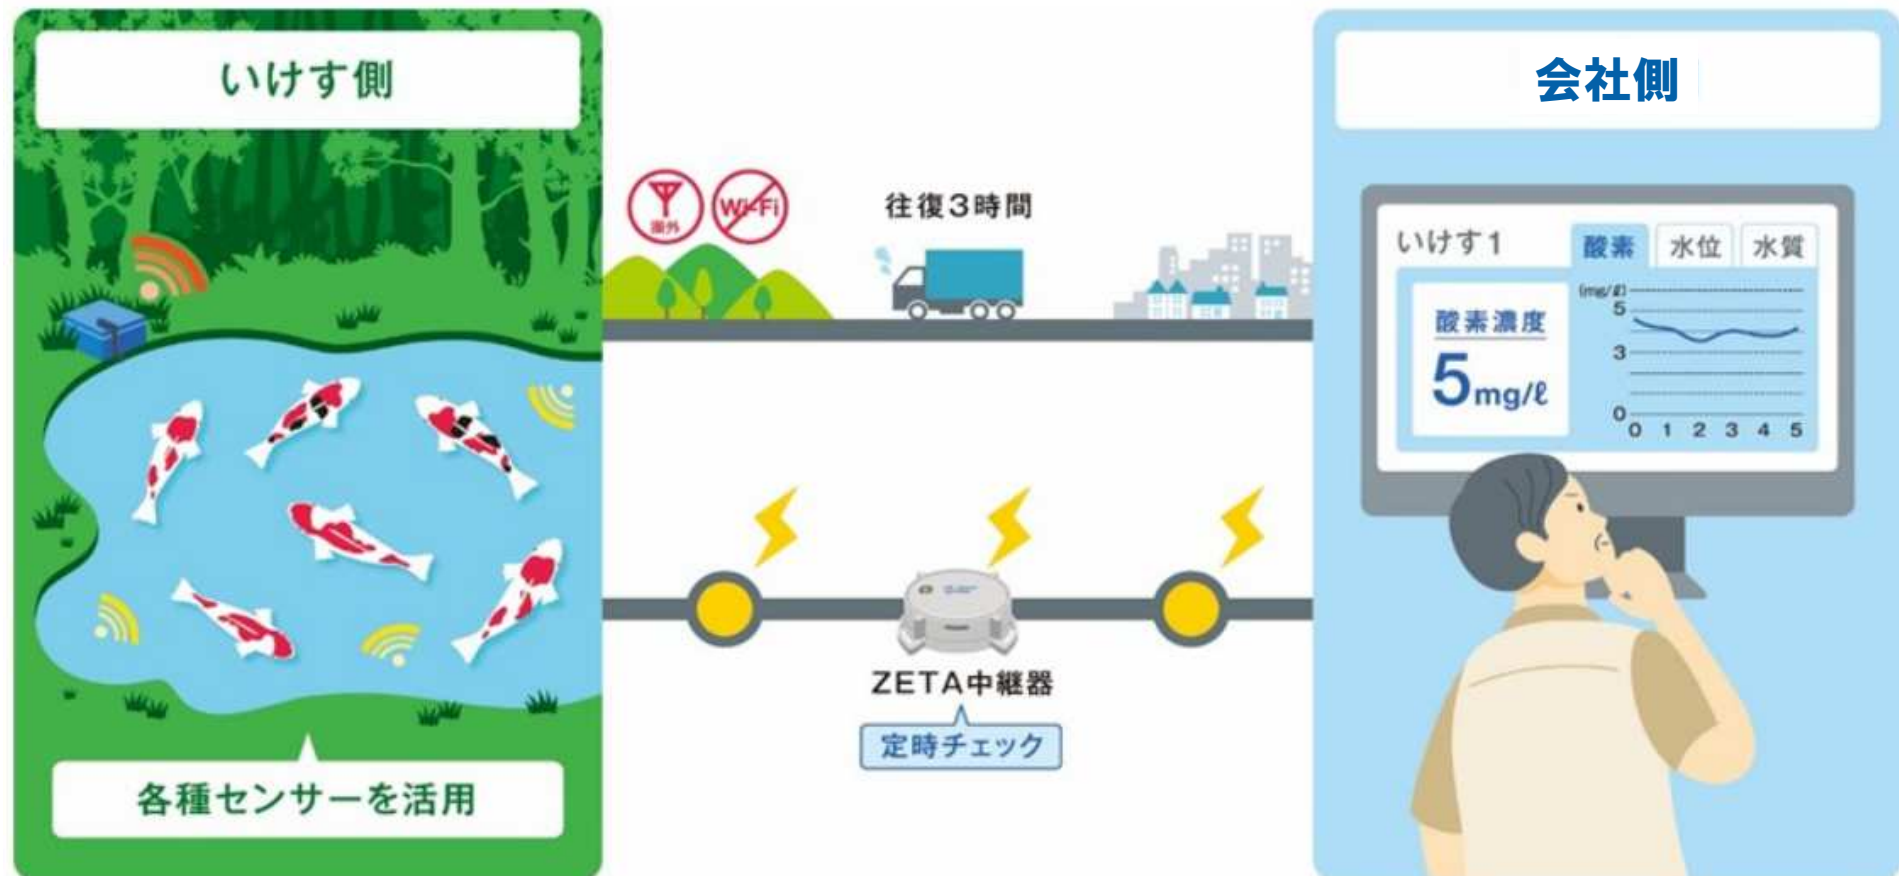 いけす側
各種センサーを活用
圏外
Wi-Fi
往復3時間
ZETA中継器
定時チェック
会社側
いけす1
酸素
水位
水質
酸素濃度
5mg/ℓ
(mg/ℓ)
5
3
0
0 1 2 3 4 5